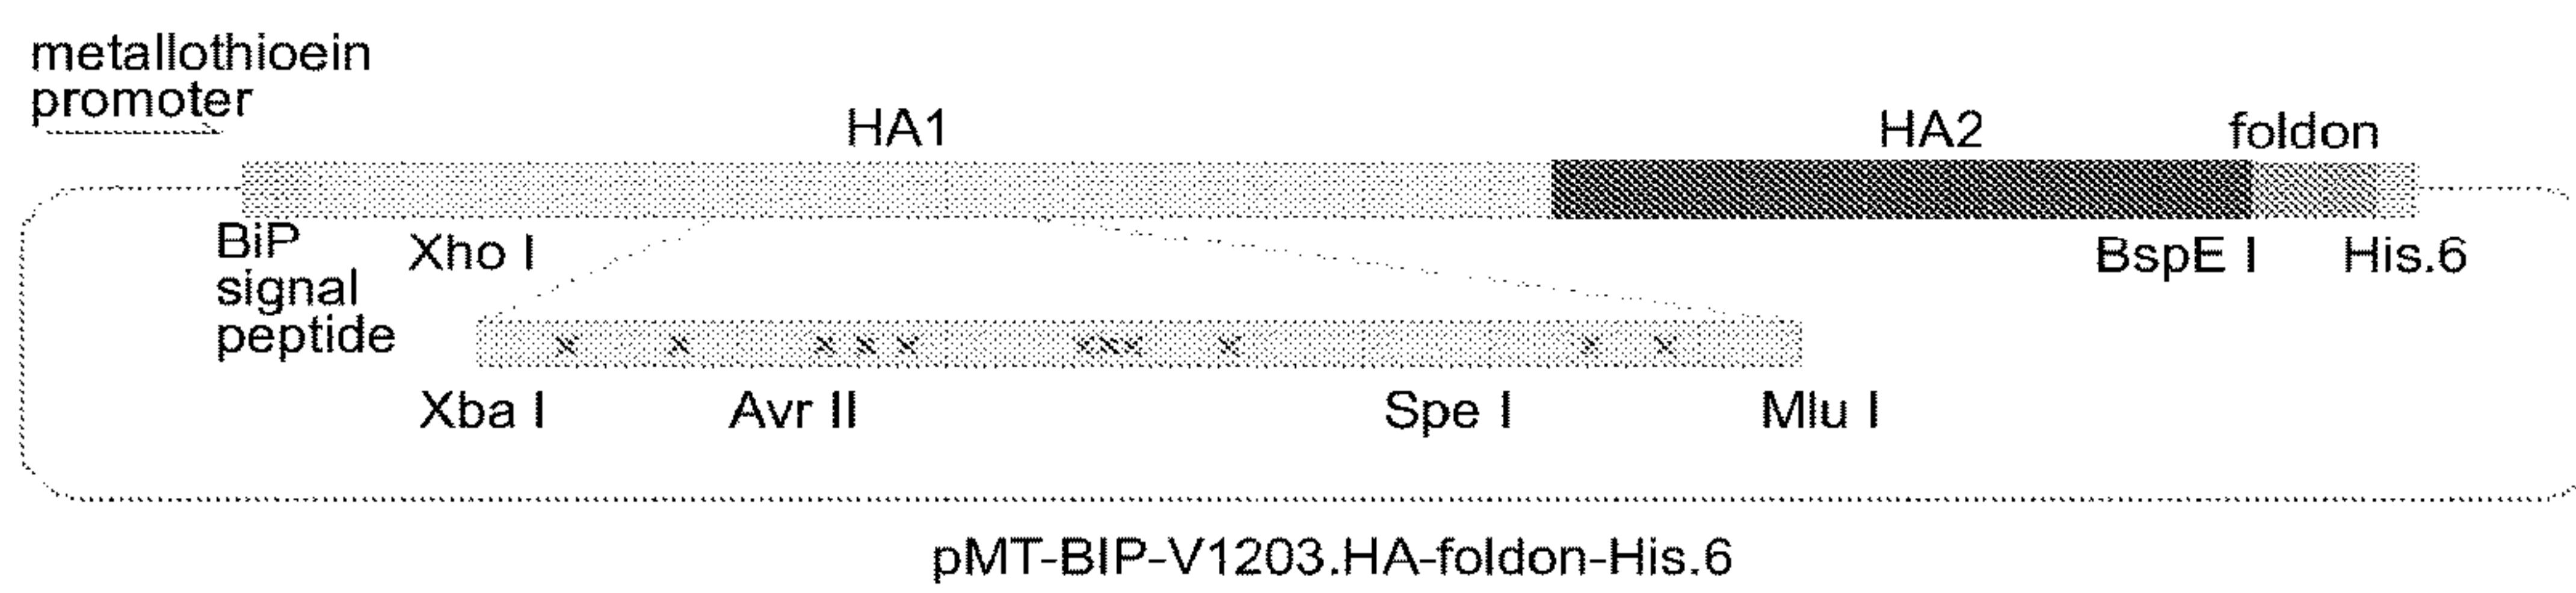 metallothioein
promoter
HA1
HA2
foldon
BiP
signal
peptide
Xho I
BspE I
His.6
Xba I
Avr II
Spe I
Mlu I
pMT-BIP-V1203.HA-foldon-His.6